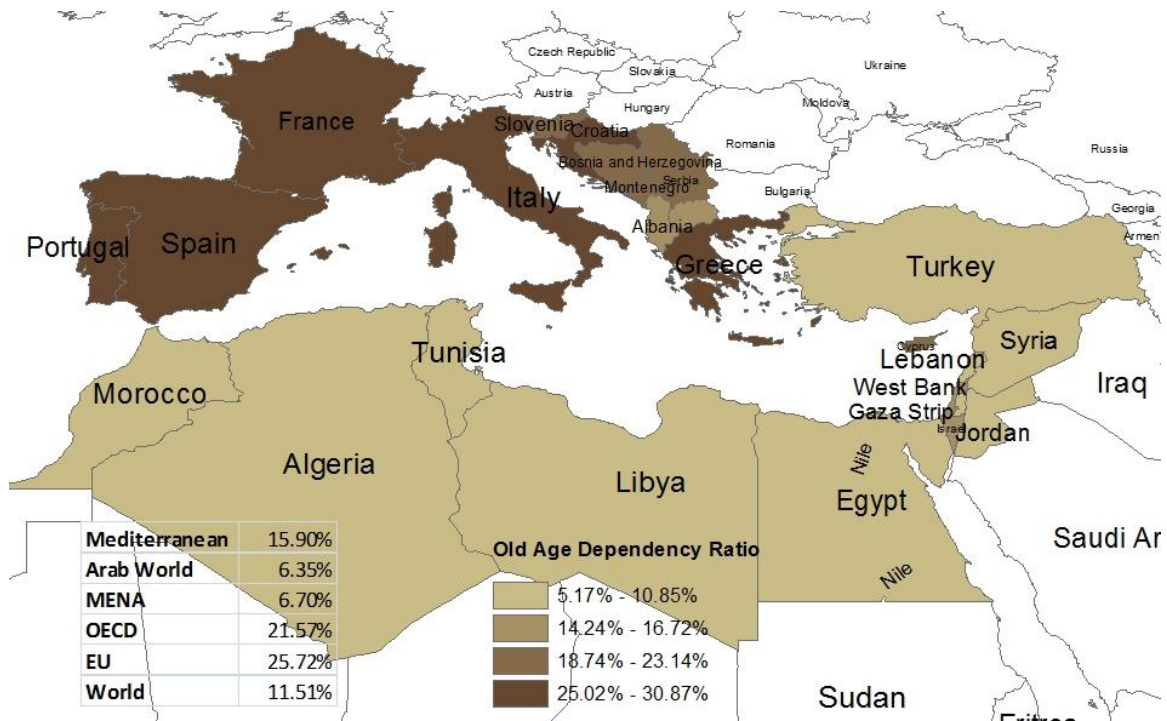 Czech Republic
Slovakia
Ukraine
Austria
Moldova
Hungary
France
Slovenia
Croatia
Romania
Russia
Bosnia and Herzegovina
Serbia
Montenegro
Italy
Bulgaria
Georgia
Albania
Armen
Portugal
Spain
Greece
Turkey
Cyprus
Syria
Tunisia
Lebanon
Morocco
West Bank
Iraq
Gaza Strip
Israel
Jordan
Algeria
Nile
Libya
Egypt
Saudi Ar
Nile
Sudan
Eritrea
Mediterranean 15.90%
Arab World 6.35%
MENA 6.70%
OECD 21.57%
EU 25.72%
World 11.51%
Old Age Dependency Ratio
5.17% - 10.85%
14.24% - 16.72%
18.74% - 23.14%
25.02% - 30.87%